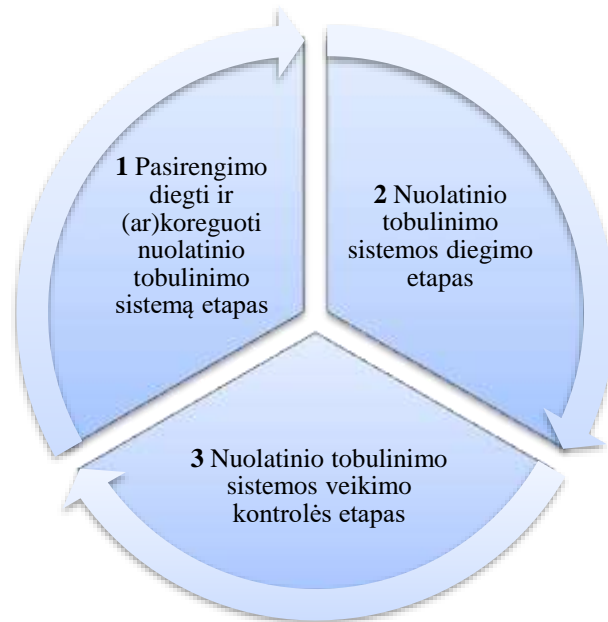 1 Pasirengimo
diegti ir
(ar)koreguoti
nuolatinio
tobulinimo
sistemą etapas
2 Nuolatinio
tobulinimo
sistemos diegimo
etapas
3 Nuolatinio tobulinimo
sistemos veikimo
kontrolės etapas